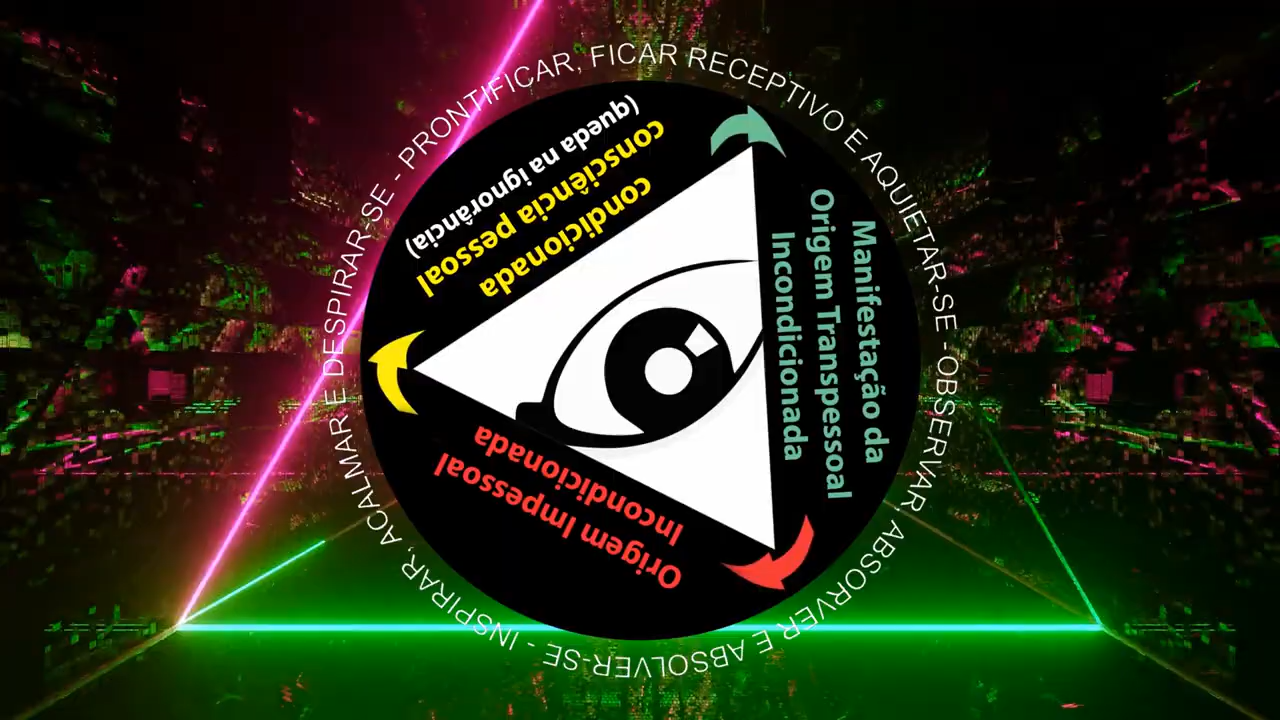 PRONTIFICAR, FICAR RECEPTIVO E AQUIETAR-SE - OBSERVAR, ABSORVER E ABSOLVER-SE - INSPIRAR, ACALMAR E DESPIRAR-SE -
(queda na ignorância)
consciência pessoal
condicionada
Manifestação da
Origem Transpessoal
Incondicionada
Origem Impessoal
Incondicionada